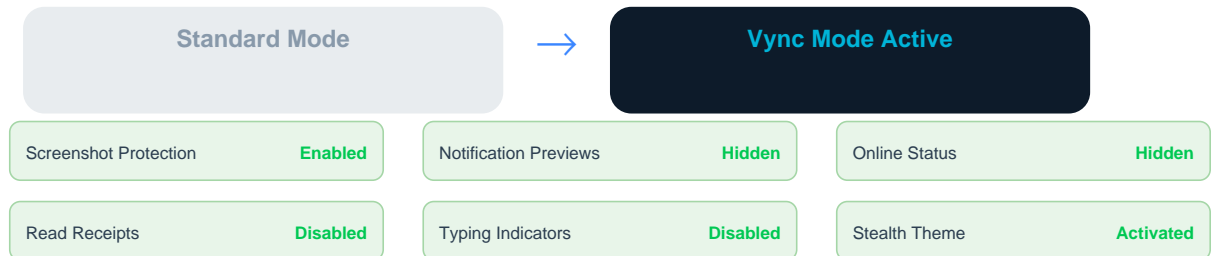 Standard Mode → Vync Mode Active
Screenshot Protection Enabled Notification Previews Hidden Online Status Hidden
Read Receipts Disabled Typing Indicators Disabled Stealth Theme Activated